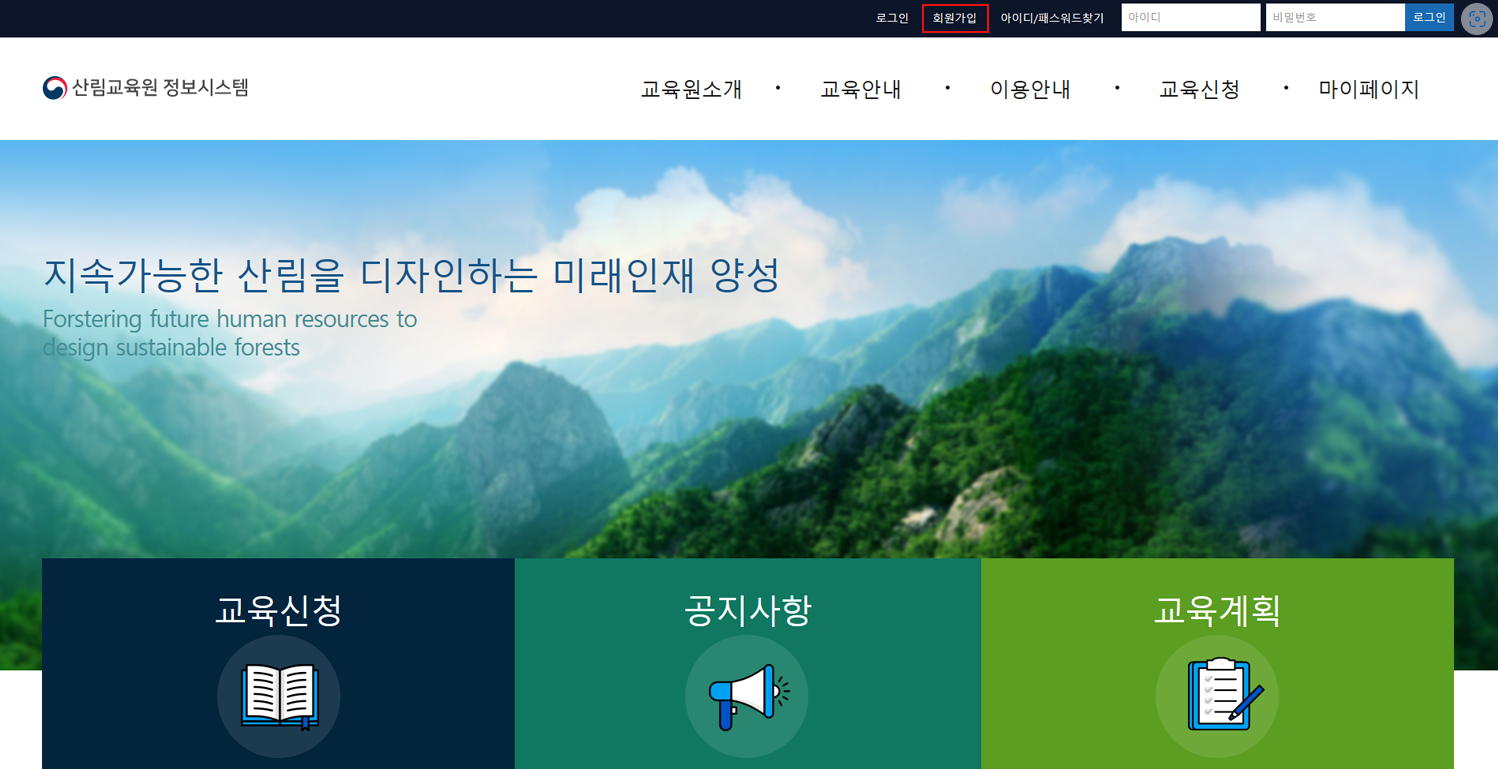 로그인 회원가입 아이디/패스워드찾기 아이디 비밀번호 로그인
산림교육원 정보시스템
교육원소개 • 교육안내 • 이용안내 • 교육신청 • 마이페이지
지속가능한 산림을 디자인하는 미래인재 양성
Forstering future human resources to
design sustainable forests
교육신청 공지사항 교육계획